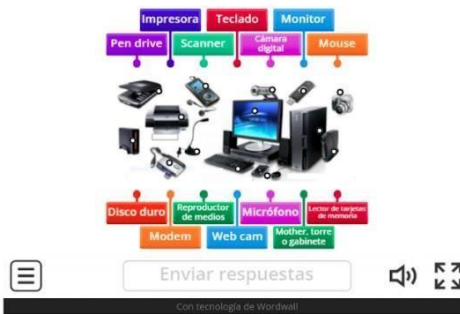 Impresora
Teclado
Monitor
Pen drive
Scanner
Cámara
digital
Mouse
Disco duro
Reproductor
de medios
Micrófono
Lector de tarjetas
de memoria
Modem
Web cam
Mother, torre
o gabinete
Enviar respuestas
Con tecnología de Wordwall